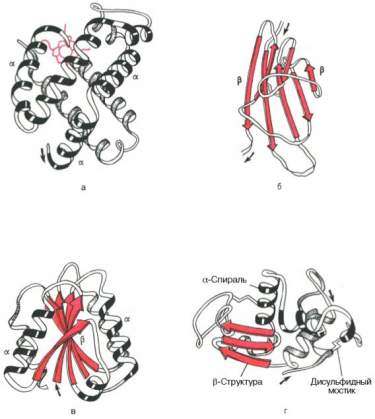 α
α
α
а
β
β
б
α
β
α
в
α-Спираль
β-Структура
Дисульфидный
мостик
г